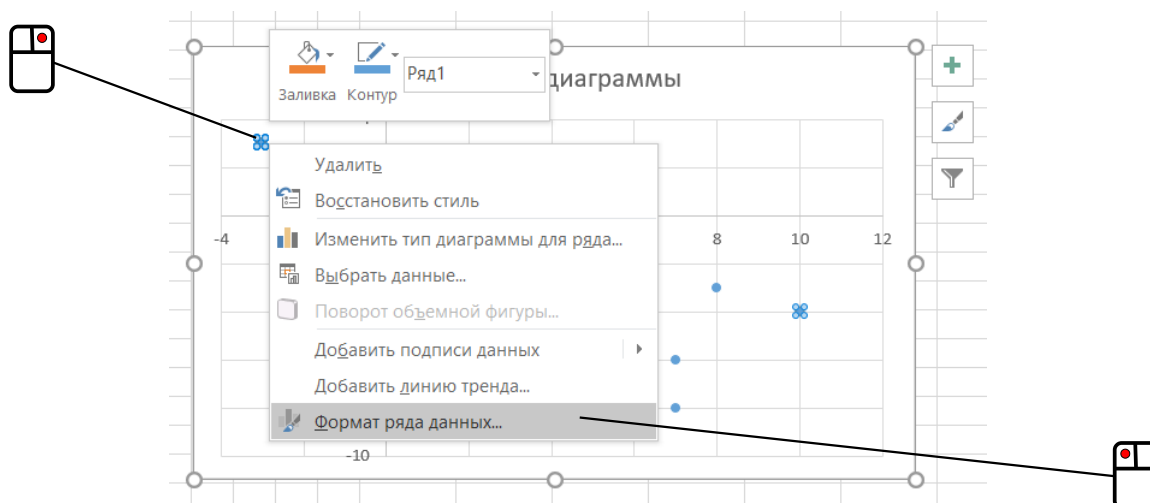 Заливка Контур
Ряд1
диаграммы
Удалить
Восстановить стиль
-4
Изменить тип диаграммы для ряда...
8
10
12
Выбрать данные...
Поворот объемной фигуры...
Добавить подписи данных
Добавить линию тренда...
Формат ряда данных...
-10